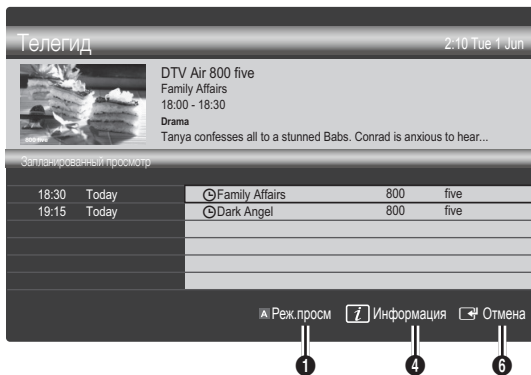 Телегид 2:10 Tue 1 Jun
DTV Air 800 five
Family Affairs
18:00 - 18:30
Drama
Tanya confesses all to a stunned Babs. Conrad is anxious to hear...
800 five
Запланированный просмотр
18:30 Today Family Affairs 800 five
19:15 Today Dark Angel 800 five
A Реж.просм i Информация Отмена
1 4 6